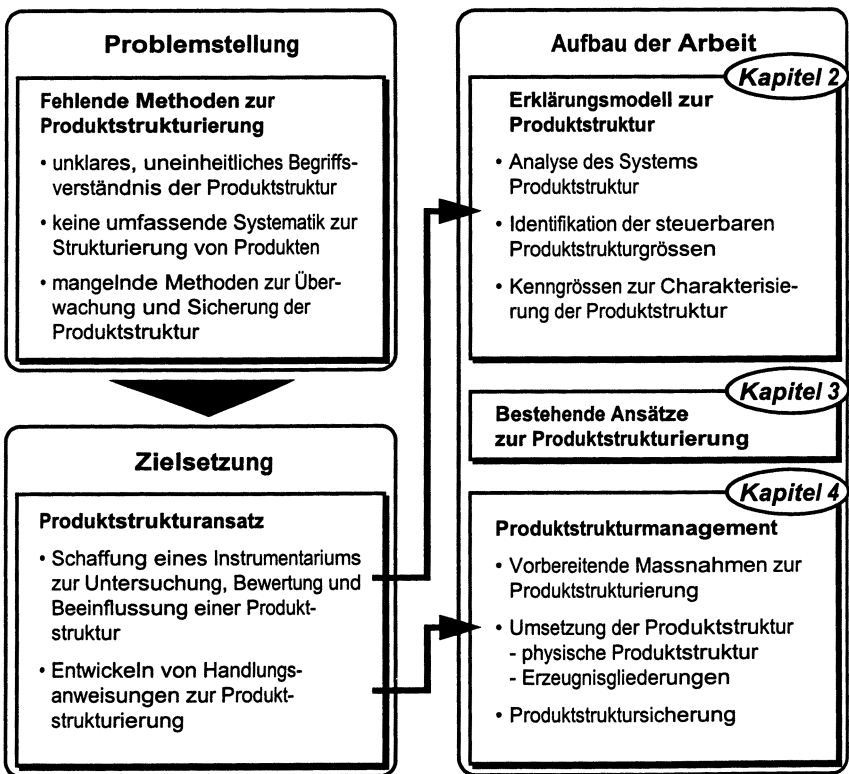 Problemstellung
Fehlende Methoden zur
Produktstrukturierung
• unklares, uneinheitliches Begriffs-
verständnis der Produktstruktur
• keine umfassende Systematik zur
Strukturierung von Produkten
• mangelnde Methoden zur Über-
wachung und Sicherung der
Produktstruktur
Zielsetzung
Produktstrukturansatz
• Schaffung eines Instrumentariums
zur Untersuchung, Bewertung und
Beeinflussung einer Produkt-
struktur
• Entwickeln von Handlungs-
anweisungen zur Produkt-
strukturierung
Aufbau der Arbeit
Kapitel 2
Erklärungsmodell zur
Produktstruktur
• Analyse des Systems
Produktstruktur
• Identifikation der steuerbaren
Produktstrukturgrössen
• Kenngrössen zur Charakterisie-
rung der Produktstruktur
Kapitel 3
Bestehende Ansätze
zur Produktstrukturierung
Kapitel 4
Produktstrukturmanagement
• Vorbereitende Massnahmen zur
Produktstrukturierung
• Umsetzung der Produktstruktur
- physische Produktstruktur
- Erzeugnisgliederungen
• Produktstruktursicherung